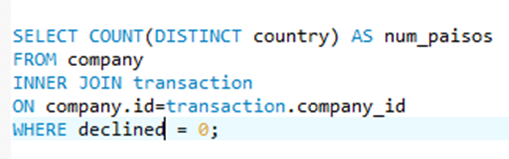 SELECT COUNT(DISTINCT country) AS num_paisos
FROM company
INNER JOIN transaction
ON company.id=transaction.company_id
WHERE declined = 0;